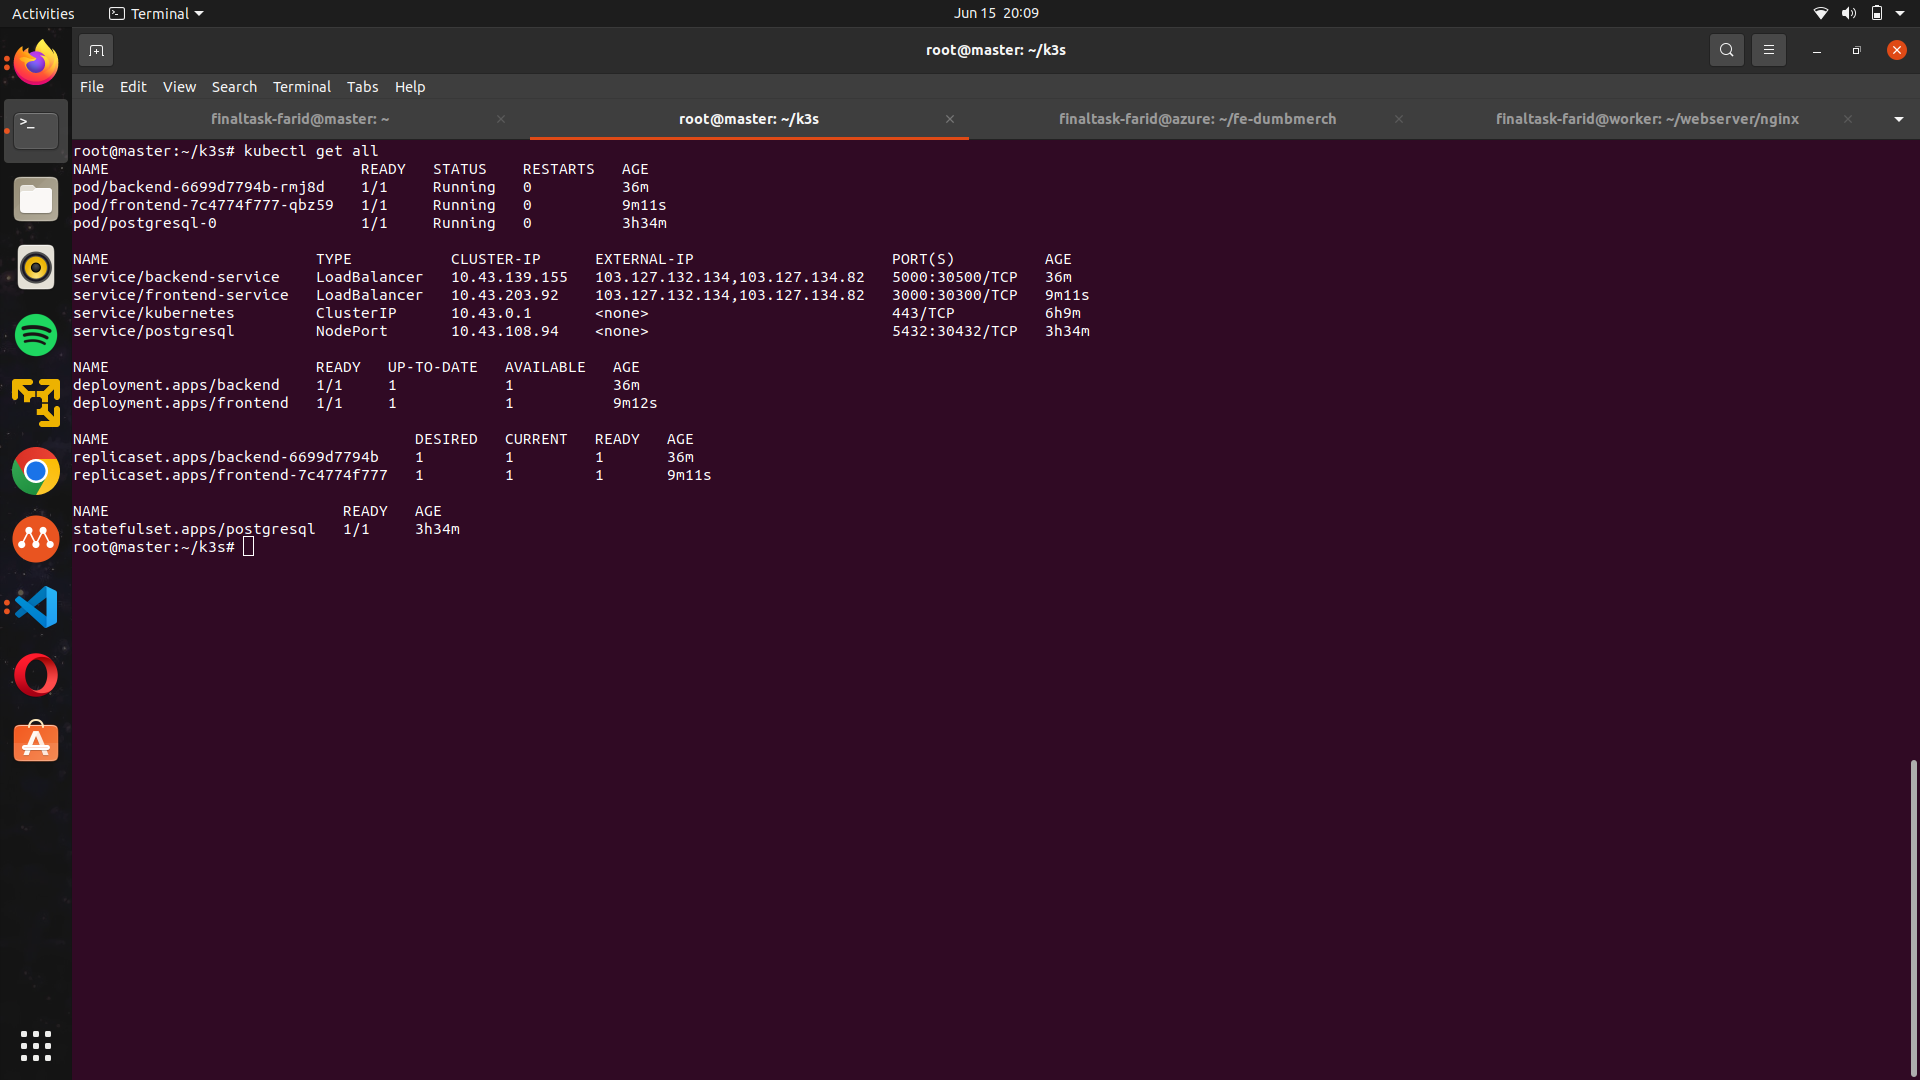 Activities Terminal Jun 15 20:09
root@master: ~/k3s
File Edit View Search Terminal Tabs Help
finaltask-farid@master: ~ root@master: ~/k3s finaltask-farid@azure: ~/fe-dumbmerch finaltask-farid@worker: ~/webserver/nginx
root@master:~/k3s# kubectl get all
NAME READY STATUS RESTARTS AGE
pod/backend-6699d7794b-rmj8d 1/1 Running 0 36m
pod/frontend-7c4774f777-qbz59 1/1 Running 0 9m11s
pod/postgresql-0 1/1 Running 0 3h34m
NAME TYPE CLUSTER-IP EXTERNAL-IP PORT(S) AGE
service/backend-service LoadBalancer 10.43.139.155 103.127.132.134,103.127.134.82 5000:30500/TCP 36m
service/frontend-service LoadBalancer 10.43.203.92 103.127.132.134,103.127.134.82 3000:30300/TCP 9m11s
service/kubernetes ClusterIP 10.43.0.1 <none> 443/TCP 6h9m
service/postgresql NodePort 10.43.108.94 <none> 5432:30432/TCP 3h34m
NAME READY UP-TO-DATE AVAILABLE AGE
deployment.apps/backend 1/1 1 1 36m
deployment.apps/frontend 1/1 1 1 9m12s
NAME DESIRED CURRENT READY AGE
replicaset.apps/backend-6699d7794b 1 1 1 36m
replicaset.apps/frontend-7c4774f777 1 1 1 9m11s
NAME READY AGE
statefulset.apps/postgresql 1/1 3h34m
root@master:~/k3s#